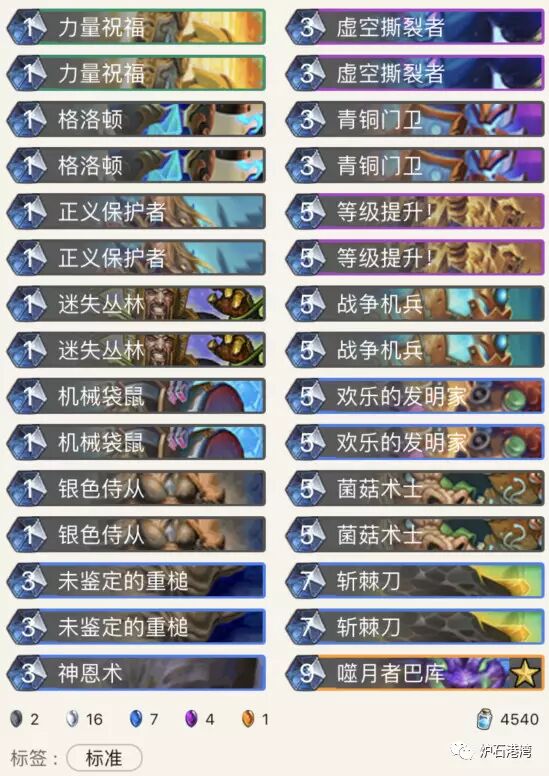 1 力量祝福
1 力量祝福
1 格洛顿
1 格洛顿
1 正义保护者
1 正义保护者
1 迷失丛林
1 迷失丛林
1 机械袋鼠
1 机械袋鼠
1 银色侍从
1 银色侍从
3 未鉴定的重槌
3 未鉴定的重槌
3 神恩术
3 虚空撕裂者
3 虚空撕裂者
3 青铜门卫
3 青铜门卫
5 等级提升!
5 等级提升!
5 战争机兵
5 战争机兵
5 欢乐的发明家
5 欢乐的发明家
5 菌菇术士
5 菌菇术士
7 斩棘刀
7 斩棘刀
9 噬月者巴库
2 16 7 4 1 4540
标签: 标准
炉石港湾